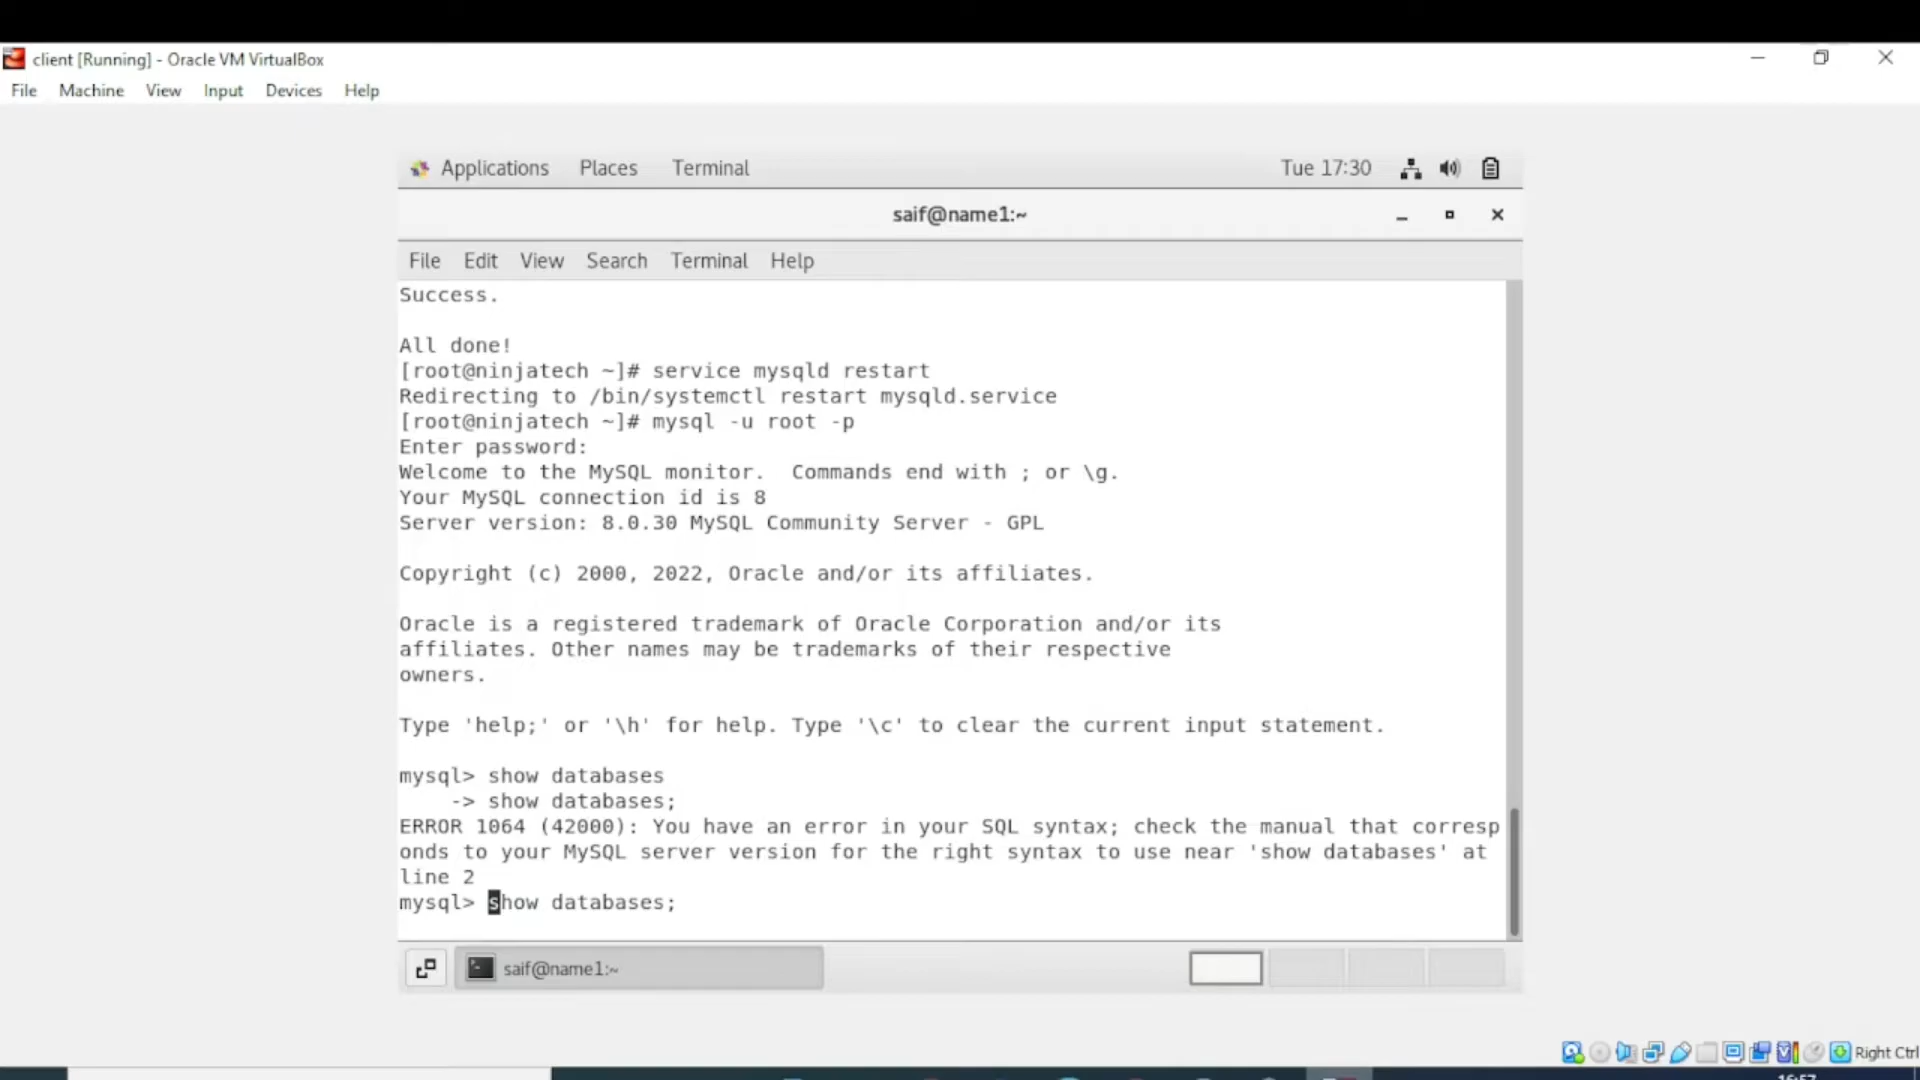 client [Running] - Oracle VM VirtualBox
File Machine View Input Devices Help
Applications Places Terminal Tue 17:30
saif@name1:~
File Edit View Search Terminal Help
Success.
All done!
[root@ninjatech ~]# service mysqld restart
Redirecting to /bin/systemctl restart mysqld.service
[root@ninjatech ~]# mysql -u root -p
Enter password:
Welcome to the MySQL monitor.  Commands end with ; or \g.
Your MySQL connection id is 8
Server version: 8.0.30 MySQL Community Server - GPL
Copyright (c) 2000, 2022, Oracle and/or its affiliates.
Oracle is a registered trademark of Oracle Corporation and/or its
affiliates. Other names may be trademarks of their respective
owners.
Type 'help;' or '\h' for help. Type '\c' to clear the current input statement.
mysql> show databases
    -> show databases;
ERROR 1064 (42000): You have an error in your SQL syntax; check the manual that corresp
onds to your MySQL server version for the right syntax to use near 'show databases' at
line 2
mysql> show databases;
saif@name1:~
Right Ctrl